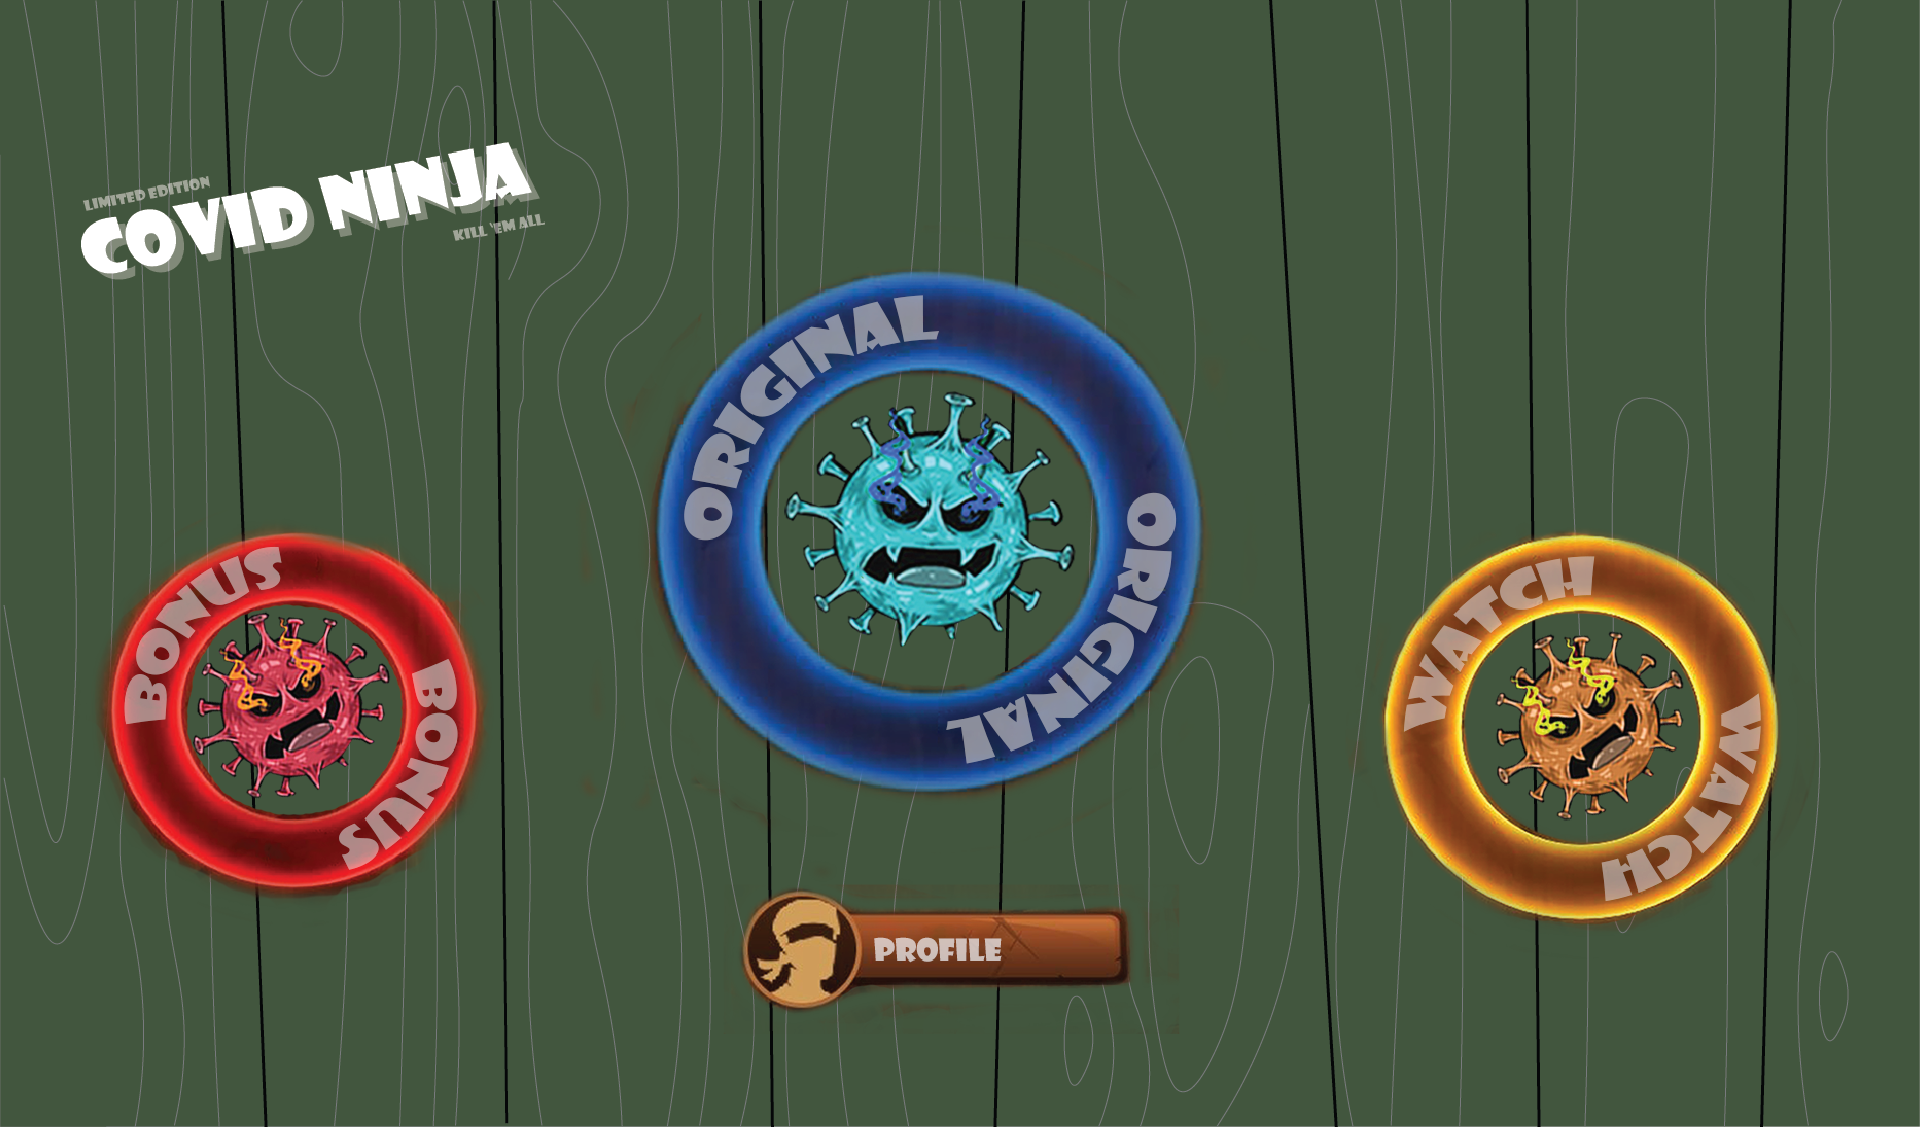 LIMITED EDITION
COVID NINJA
KILL 'EM ALL
ORIGINAL
ORIGINAL
BONUS
BONUS
WATCH
WATCH
PROFILE